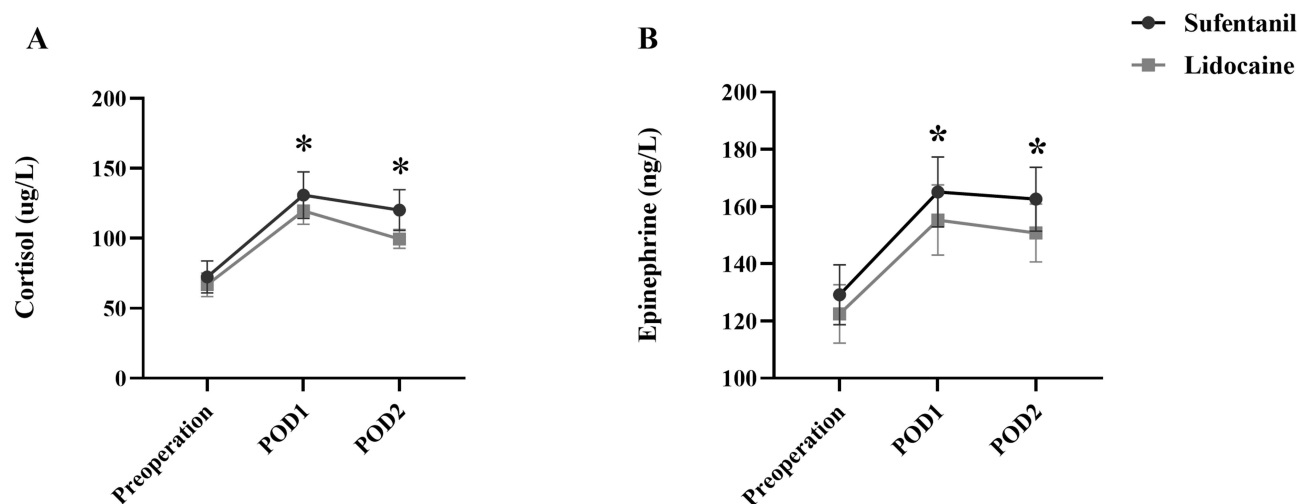 A
B
Sufentanil
Lidocaine
Cortisol (ug/L)
200
150
100
50
0
*
*
Preoperation
POD1
POD2
Epinephrine (ng/L)
200
180
160
140
120
100
*
*
Preoperation
POD1
POD2